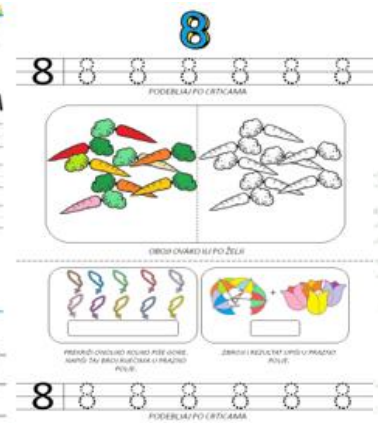 8
8 8 8 8 8 8 8
PODEBLJAJ PO CRTICAMA
OBOJI OVAKO ILI PO ŽELJI
+
PREKRIŽI ONOLIKO KOLIKO PIŠE GORE.
NAPIŠI TAJ BROJ RIJEČIMA U PRAZNO
POLJE.
ZBROJI I REZULTAT UPIŠI U PRAZNO
POLJE.
8 8 8 8 8 8 8
PODEBLJAJ PO CRTICAMA